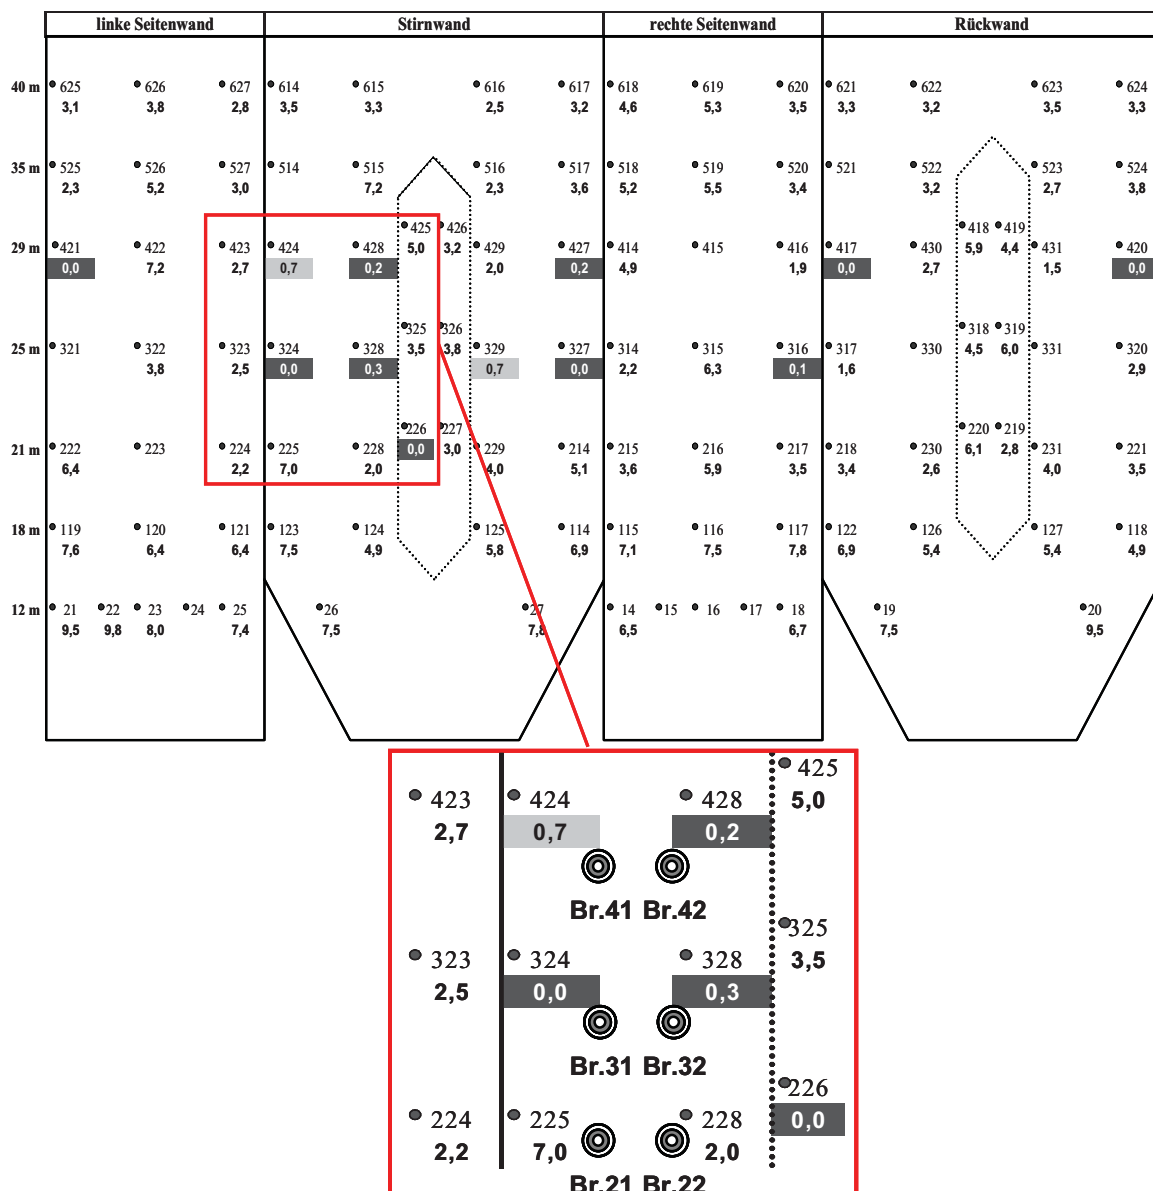 linke Seitenwand Stirnwand rechte Seitenwand Rückwand
40 m 625 626 627 614 615 616 617 618 619 620 621 622 623 624
3,1 3,8 2,8 3,5 3,3 2,5 3,2 4,6 5,3 3,5 3,3 3,2 3,5 3,3
35 m 525 526 527 514 515 516 517 518 519 520 521 522 523 524
2,3 5,2 3,0 7,2 2,3 3,6 5,2 5,5 3,4 3,2 2,7 3,8
425 426 418 419
29 m 421 422 423 424 428 5,0 3,2 429 427 414 415 416 417 430 5,9 4,4 431 420
0,0 7,2 2,7 0,7 0,2 2,0 0,2 4,9 1,9 0,0 2,7 1,5 0,0
325 326 318 319
25 m 321 322 323 324 328 3,5 3,8 329 327 314 315 316 317 330 4,5 6,0 331 320
3,8 2,5 0,0 0,3 0,7 0,0 2,2 6,3 0,1 1,6 2,9
226 227 220 219
21 m 222 223 224 225 228 0,0 3,0 229 214 215 216 217 218 230 6,1 2,8 231 221
6,4 2,2 7,0 2,0 4,0 5,1 3,6 5,9 3,5 3,4 2,6 4,0 3,5
18 m 119 120 121 123 124 125 114 115 116 117 122 126 127 118
7,6 6,4 6,4 7,5 4,9 5,8 6,9 7,1 7,5 7,8 6,9 5,4 5,4 4,9
12 m 21 22 23 24 25 26 27 14 15 16 17 18 19 20
9,5 9,8 8,0 7,4 7,5 7,8 6,5 6,7 7,5 9,5
425
423 424 428 5,0
2,7 0,7 0,2
Br.41 Br.42
325
323 324 328 3,5
2,5 0,0 0,3
Br.31 Br.32
226
224 225 228 0,0
2,2 7,0 2,0
Br.21 Br.22